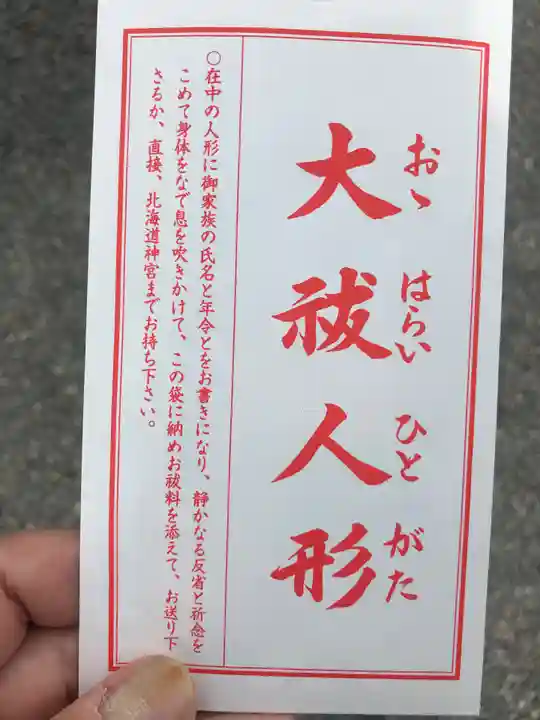 おゝ はらい ひと がた
大祓人形
○在中の人形に御家族の氏名と年令とをお書きになり、静かなる反省と祈念を
こめて身体をなで息を吹きかけて、この袋に納めお祓料を添えて、お送り下
さるか、直接、北海道神宮までお持ち下さい。